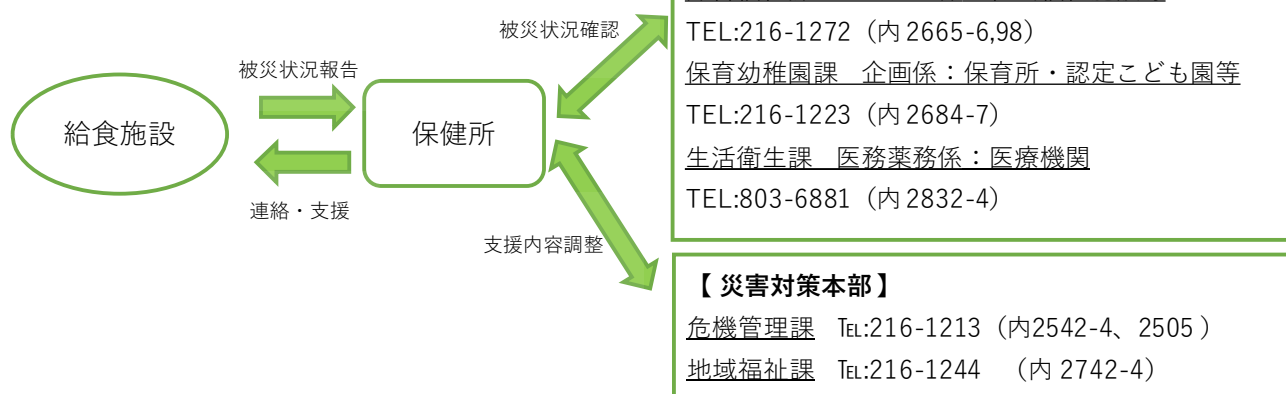 被災状況確認
TEL:216-1272（内 2665-6,98）
被災状況報告
保育幼稚園課　企画係：保育所・認定こども園等
給食施設
保健所
TEL:216-1223（内 2684-7）
生活衛生課　医務薬務係：医療機関
TEL:803-6881（内 2832-4）
連絡・支援
支援内容調整
【 災害対策本部】
危機管理課　℡:216-1213（内2542-4、2505 ）
地域福祉課　℡:216-1244　（内 2742-4）